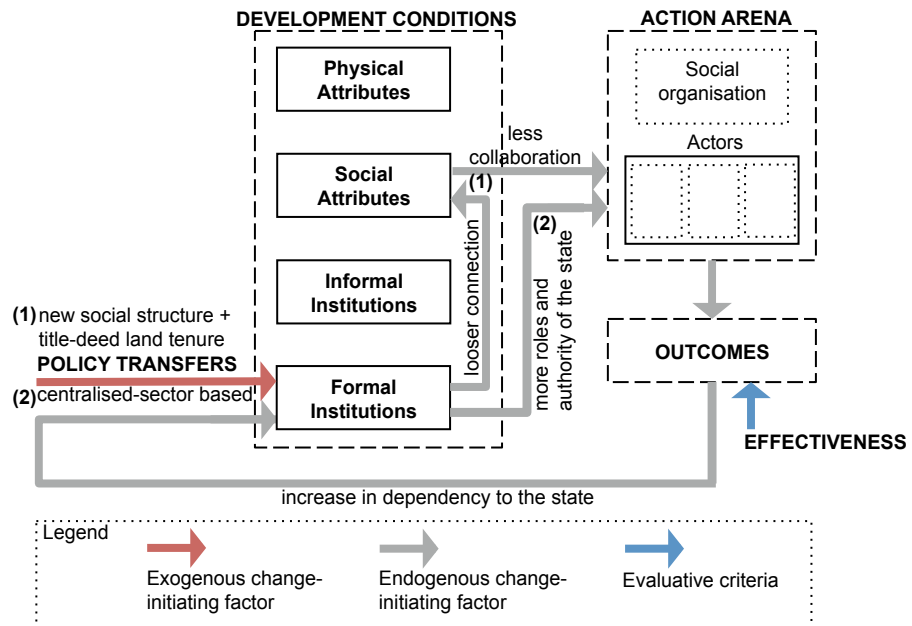 DEVELOPMENT CONDITIONS
ACTION ARENA
Physical
Attributes
Social
organisation
less
collaboration
(1)
Actors
Social
Attributes
(2)
looser connection
more roles and
authority of the state
Informal
Institutions
(1) new social structure +
title-deed land tenure
POLICY TRANSFERS
(2) centralised-sector based
Formal
Institutions
OUTCOMES
EFFECTIVENESS
increase in dependency to the state
Legend
Exogenous change-
initiating factor
Endogenous change-
initiating factor
Evaluative criteria